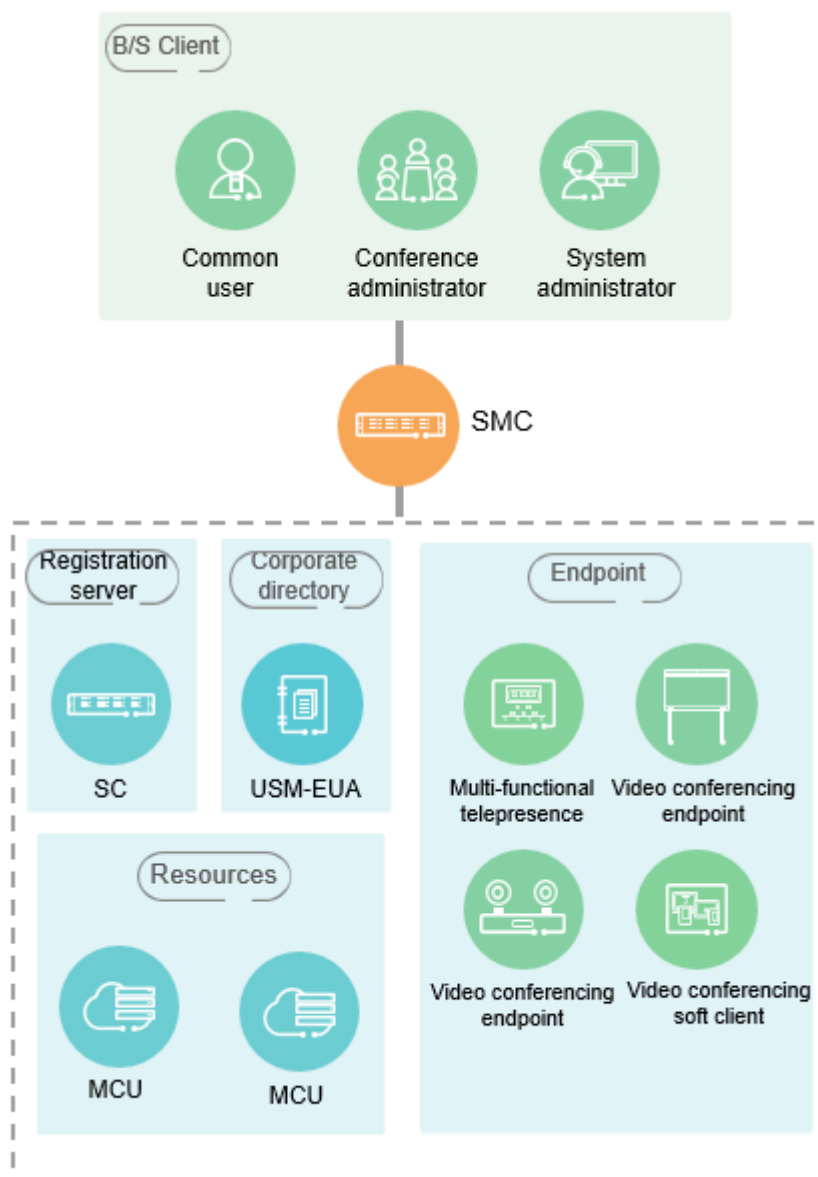 B/S Client
Common
user
Conference
administrator
System
administrator
SMC
Registration
server
Corporate
directory
Endpoint
SC
USM-EUA
Multi-functional
telepresence
Video conferencing
endpoint
Resources
Video conferencing
endpoint
Video conferencing
soft client
MCU
MCU